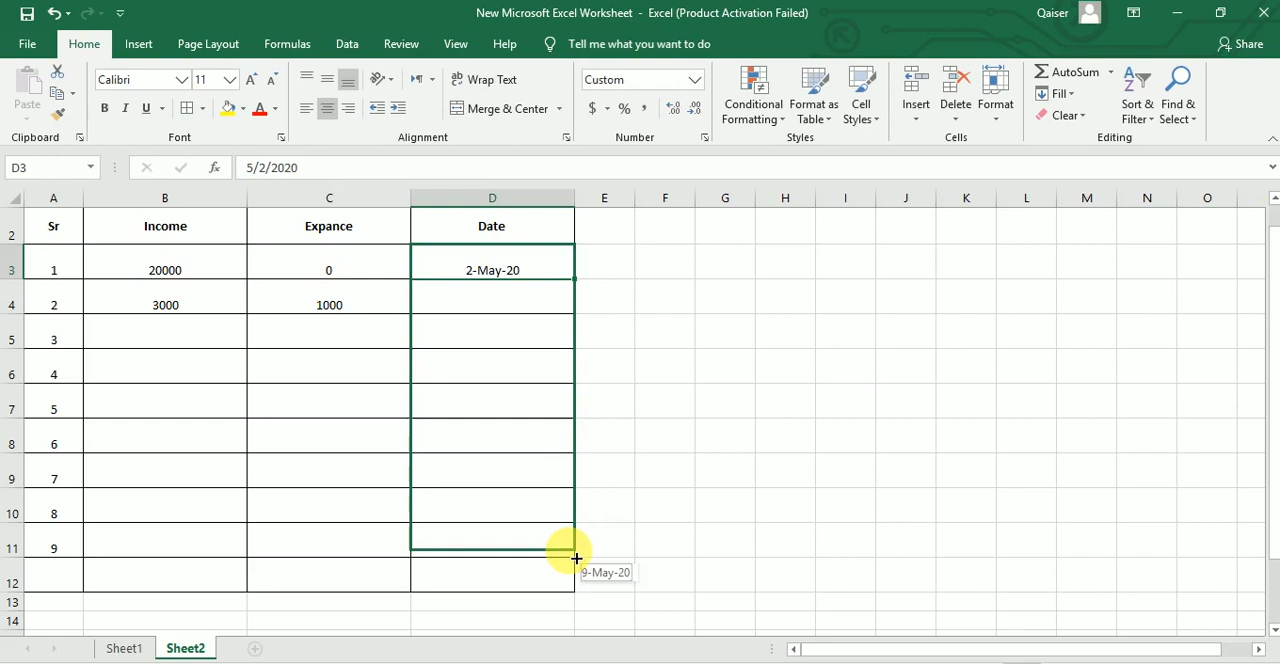 New Microsoft Excel Worksheet - Excel (Product Activation Failed)
Qaiser
File Home Insert Page Layout Formulas Data Review View Help Tell me what you want to do Share
Paste
Calibri 11
B I U A
Wrap Text
Merge & Center
Custom
$ % ,
Conditional Formatting
Format as Table
Cell Styles
Insert Delete Format
AutoSum
Fill
Clear
Sort & Filter
Find & Select
Clipboard Font Alignment Number Styles Cells Editing
D3 fx 5/2/2020
A B C D E F G H I J K L M N O
2 Sr Income Expance Date
3 1 20000 0 2-May-20
4 2 3000 1000
5 3
6 4
7 5
8 6
9 7
10 8
11 9
9-May-20
12
13
14
Sheet1 Sheet2